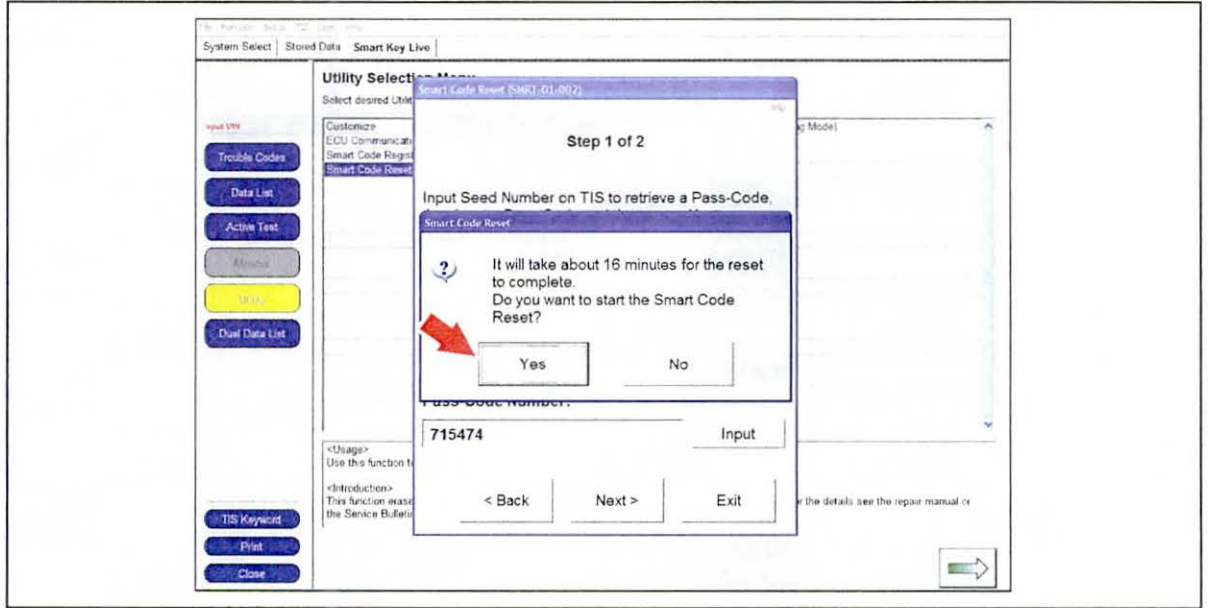 System Select Stored Data Smart Key Live
Utility Selection Menu
Select desired Utili
Input VIN
Trouble Codes
Data List
Active Test
Monitor
Utility
Dual Data List
TIS Keyword
Print
Close
Customize
ECU Communicati
Smart Code Regist
Smart Code Reset
g Model)
Smart Code Reset (SMRT-01-002)
Step 1 of 2
Input Seed Number on TIS to retrieve a Pass-Code,
Smart Code Reset
It will take about 16 minutes for the reset
to complete.
Do you want to start the Smart Code
Reset?
Yes No
Pass-Code Number:
715474 Input
< Back Next > Exit
<Usage>
Use this function t
<Introduction>
This function erase
r the details see the repair manual or
the Service Bulleti